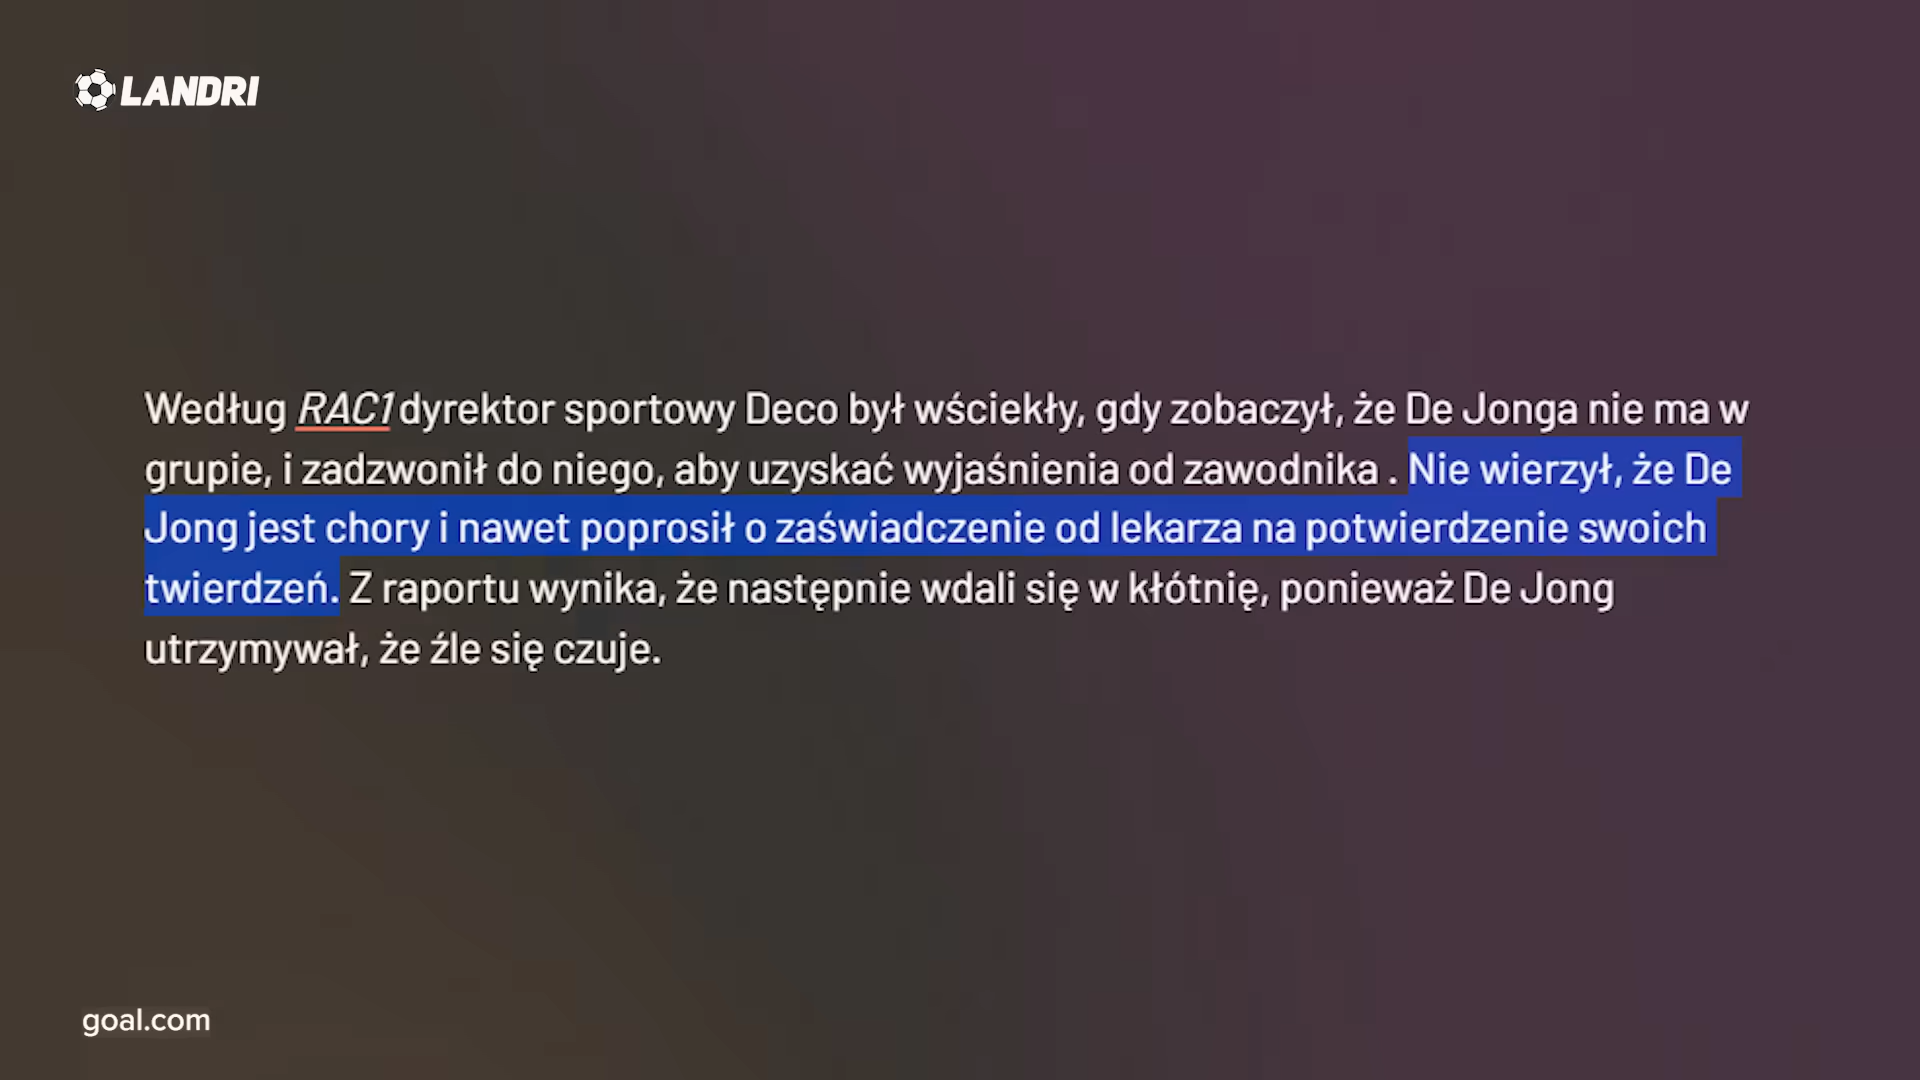 LANDRI
Według RAC1 dyrektor sportowy Deco był wściekły, gdy zobaczył, że De Jonga nie ma w
grupie, i zadzwonił do niego, aby uzyskać wyjaśnienia od zawodnika . Nie wierzył, że De
Jong jest chory i nawet poprosił o zaświadczenie od lekarza na potwierdzenie swoich
twierdzeń. Z raportu wynika, że następnie wdali się w kłótnię, ponieważ De Jong
utrzymywał, że źle się czuje.
goal.com